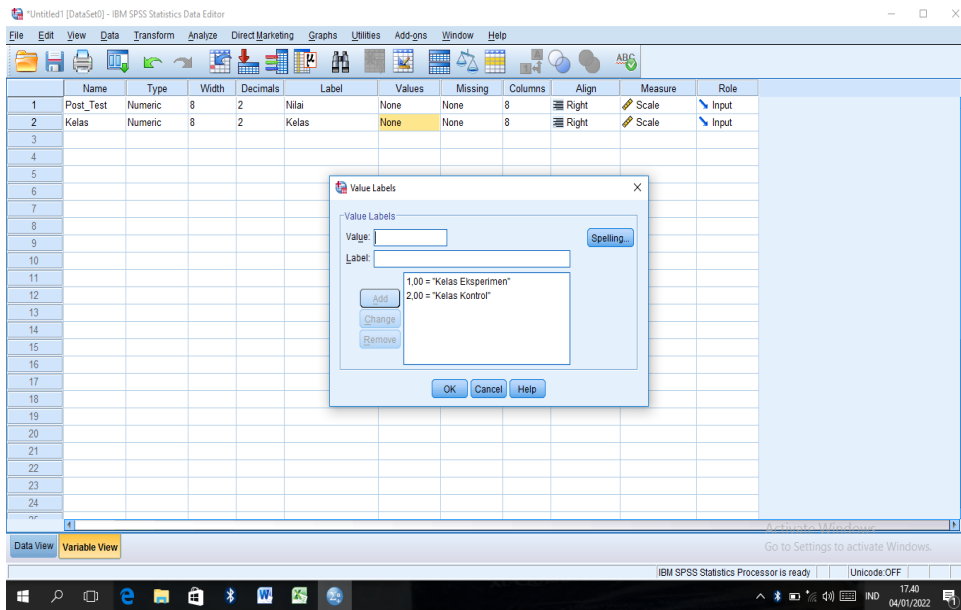 *Untitled1 [DataSet0] - IBM SPSS Statistics Data Editor
File Edit View Data Transform Analyze Direct Marketing Graphs Utilities Add-ons Window Help
Name Type Width Decimals Label Values Missing Columns Align Measure Role
1 Post_Test Numeric 8 2 Nilai None None 8 Right Scale Input
2 Kelas Numeric 8 2 Kelas None None 8 Right Scale Input
3
4
5
6
7
8
9
10
11
12
13
14
15
16
17
18
19
20
21
22
23
24
Value Labels
Value Labels
Value:
Spelling...
Label:
1,00 = "Kelas Eksperimen"
2,00 = "Kelas Kontrol"
Add
Change
Remove
OK Cancel Help
Activate Windows
Go to Settings to activate Windows.
Data View Variable View
IBM SPSS Statistics Processor is ready Unicode:OFF
IND 17.40
04/01/2022